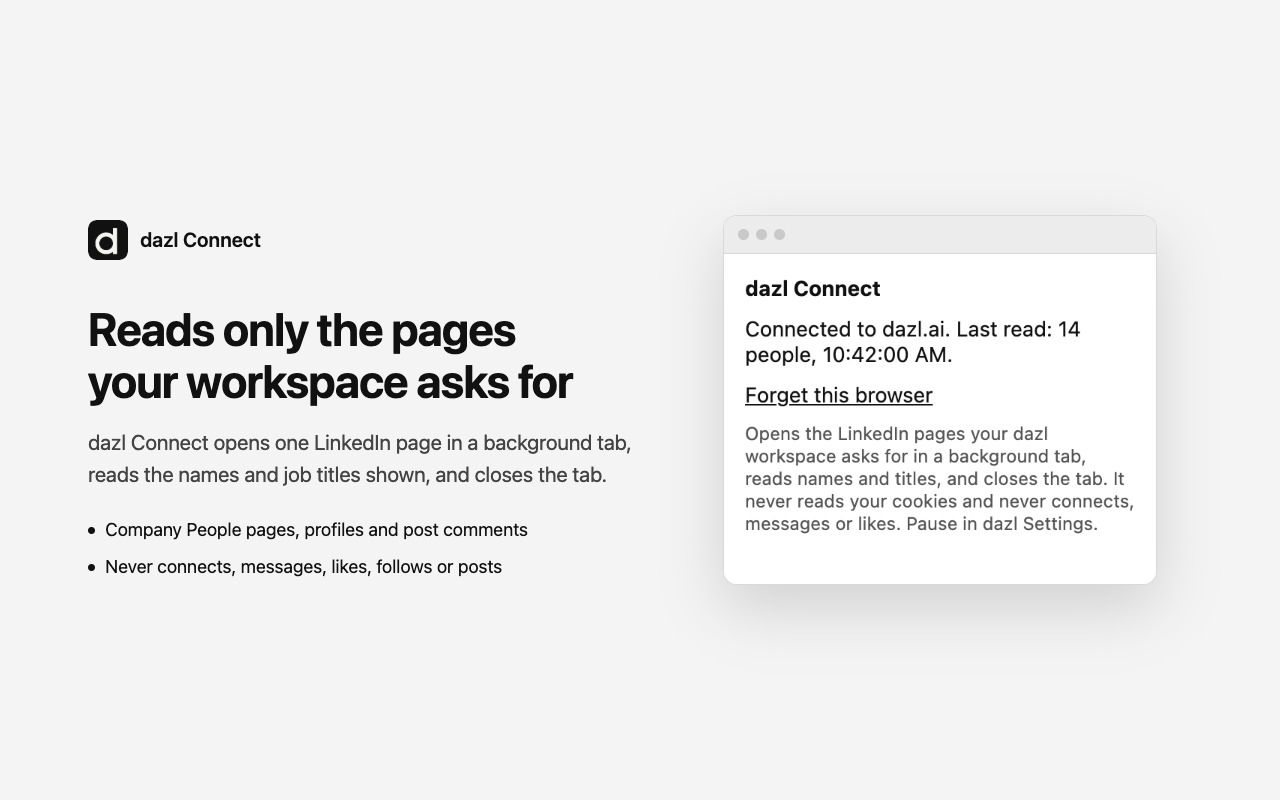 dazl Connect
Reads only the pages
your workspace asks for
dazl Connect opens one LinkedIn page in a background tab,
reads the names and job titles shown, and closes the tab.
Company People pages, profiles and post comments
Never connects, messages, likes, follows or posts
dazl Connect
Connected to dazl.ai. Last read: 14
people, 10:42:00 AM.
Forget this browser
Opens the LinkedIn pages your dazl
workspace asks for in a background tab,
reads names and titles, and closes the tab. It
never reads your cookies and never connects,
messages or likes. Pause in dazl Settings.